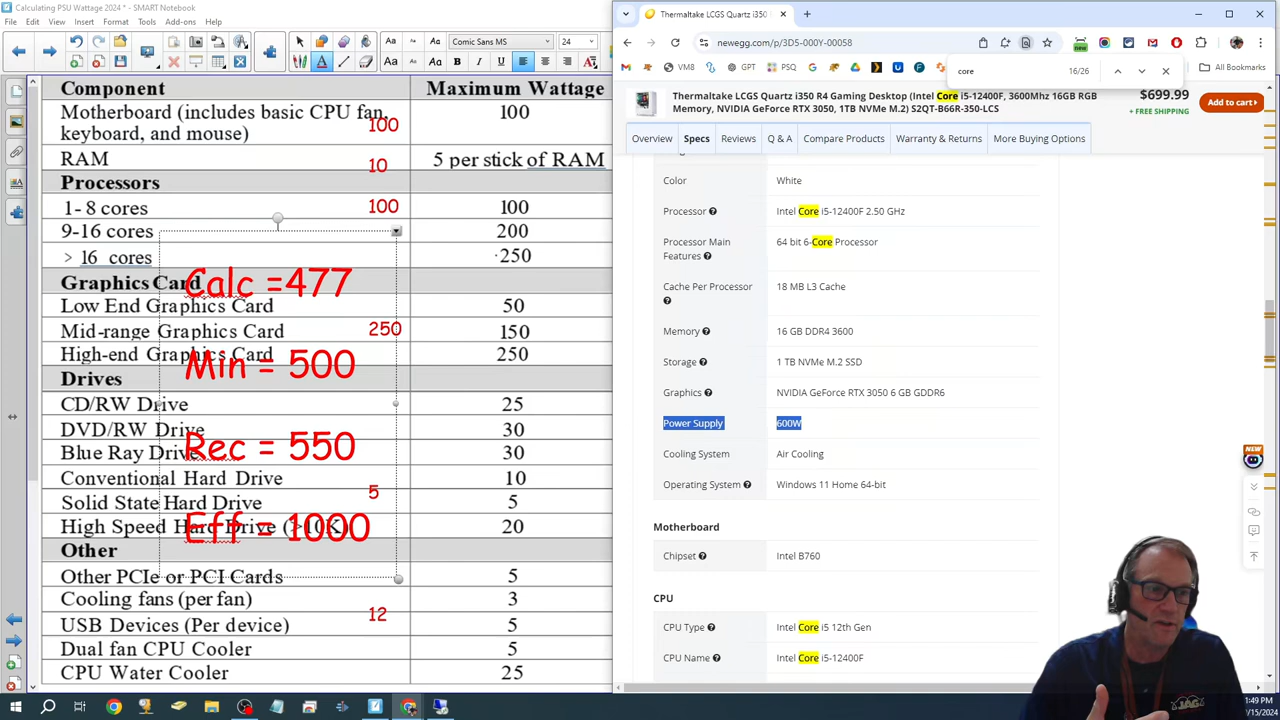 Calculating PSU Wattage 2024 * - SMART Notebook
File Edit View Insert Format Tools Add-ons Help
Comic Sans MS 24
Component Maximum Wattage
Motherboard (includes basic CPU fan, 100
keyboard, and mouse)
100
RAM 5 per stick of RAM
10
Processors
1- 8 cores 100
100
9-16 cores 200
> 16 cores 250
Graphics Card
Calc =477
Low End Graphics Card 50
Mid-range Graphics Card 150
250
High-end Graphics Card 250
Min = 500
Drives
CD/RW Drive 25
DVD/RW Drive 30
Rec = 550
Blue Ray Drive 30
Conventional Hard Drive 10
5
Solid State Hard Drive 5
High Speed Hard Drive (>10K) 20
Eff = 1000
Other
Other PCIe or PCI Cards 5
Cooling fans (per fan) 3
12
USB Devices (Per device) 5
Dual fan CPU Cooler 5
CPU Water Cooler 25
Thermaltake LCGS Quartz i350
newegg.com/p/3D5-000Y-00058
VM8 GPT PSQ All Bookmarks
core 16/26
Thermaltake LCGS Quartz i350 R4 Gaming Desktop (Intel Core i5-12400F, 3600Mhz 16GB RGB
Memory, NVIDIA GeForce RTX 3050, 1TB NVMe M.2) S2QT-B66R-350-LCS
$699.99
+ FREE SHIPPING
Add to cart
Overview Specs Reviews Q & A Compare Products Warranty & Returns More Buying Options
Color White
Processor Intel Core i5-12400F 2.50 GHz
Processor Main Features 64 bit 6-Core Processor
Cache Per Processor 18 MB L3 Cache
Memory 16 GB DDR4 3600
Storage 1 TB NVMe M.2 SSD
Graphics NVIDIA GeForce RTX 3050 6 GB GDDR6
Power Supply 600W
Cooling System Air Cooling
Operating System Windows 11 Home 64-bit
NEW
Motherboard
Chipset Intel B760
CPU
CPU Type Intel Core i5 12th Gen
CPU Name Intel Core i5-12400F
JAG
1:49 PM
/15/2024